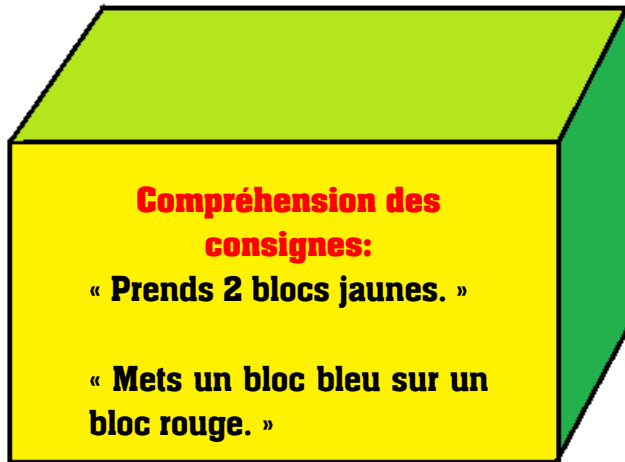 Compréhension des
consignes:
« Prends 2 blocs jaunes. »
« Mets un bloc bleu sur un
bloc rouge. »